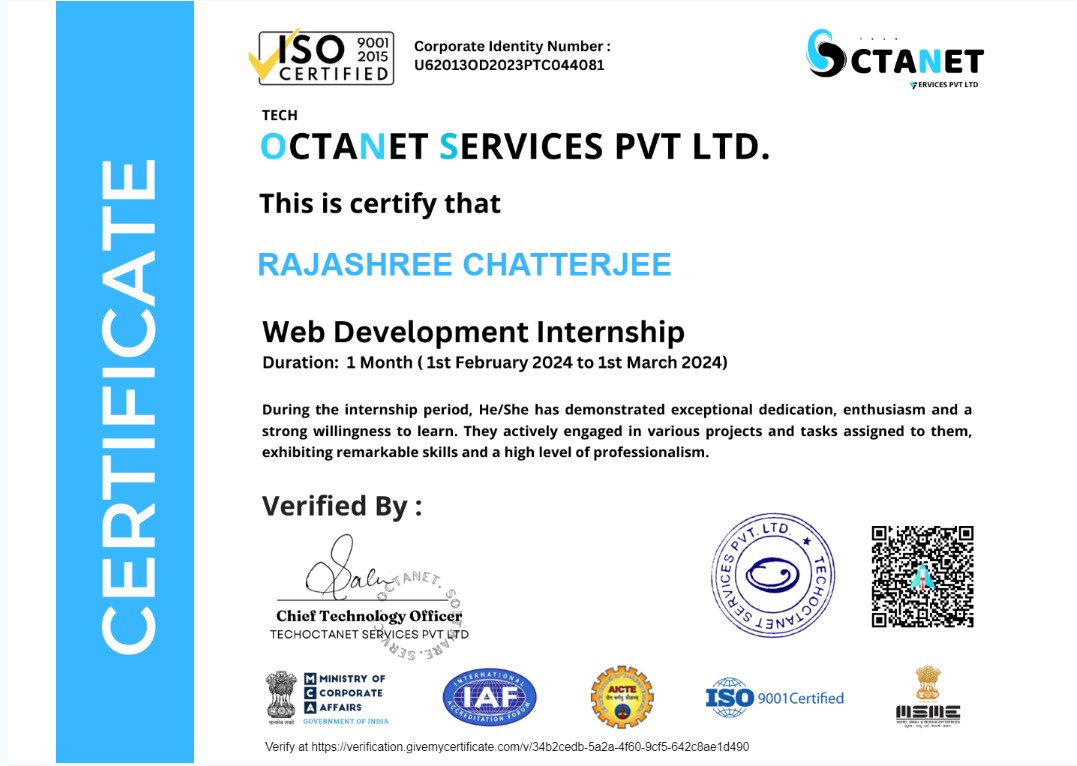 CERTIFICATE
ISO 9001 2015
CERTIFIED
Corporate Identity Number :
U62013OD2023PTC044081
OCTANET
SERVICES PVT LTD
TECH
OCTANET SERVICES PVT LTD.
This is certify that
RAJASHREE CHATTERJEE
Web Development Internship
Duration: 1 Month ( 1st February 2024 to 1st March 2024)
During the internship period, He/She has demonstrated exceptional dedication, enthusiasm and a
strong willingness to learn. They actively engaged in various projects and tasks assigned to them,
exhibiting remarkable skills and a high level of professionalism.
Verified By :
Chief Technology Officer
TECHOCTANET SERVICES PVT LTD
TECHOCTANET SERVICES PVT. LTD.
MCA
MINISTRY OF
CORPORATE
AFFAIRS
GOVERNMENT OF INDIA
INTERNATIONAL
IAF
ACCREDITATION FORUM
AICTE
ISO 9001 Certified
MSME
Verify at https://verification.givemycertificate.com/v/34b2cedb-5a2a-4f60-9cf5-642c8ae1d490